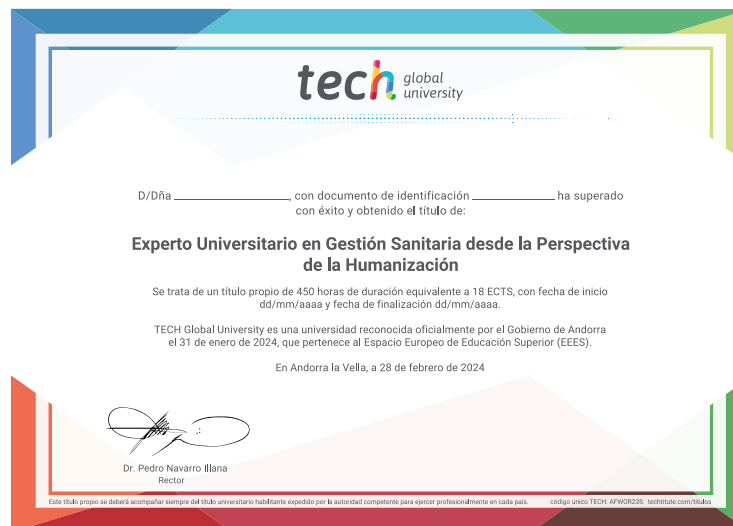 tech global university
D/Dña ________________, con documento de identificación ____________ ha superado
con éxito y obtenido el título de:
Experto Universitario en Gestión Sanitaria desde la Perspectiva
de la Humanización
Se trata de un título propio de 450 horas de duración equivalente a 18 ECTS, con fecha de inicio
dd/mm/aaaa y fecha de finalización dd/mm/aaaa.
TECH Global University es una universidad reconocida oficialmente por el Gobierno de Andorra
el 31 de enero de 2024, que pertenece al Espacio Europeo de Educación Superior (EEES).
En Andorra la Vella, a 28 de febrero de 2024
Dr. Pedro Navarro Illana
Rector
Este título propio se deberá acompañar siempre del título universitario habilitante expedido por la autoridad competente para ejercer profesionalmente en cada país. código único TECH: AFWOR23S techtitute.com/titulos